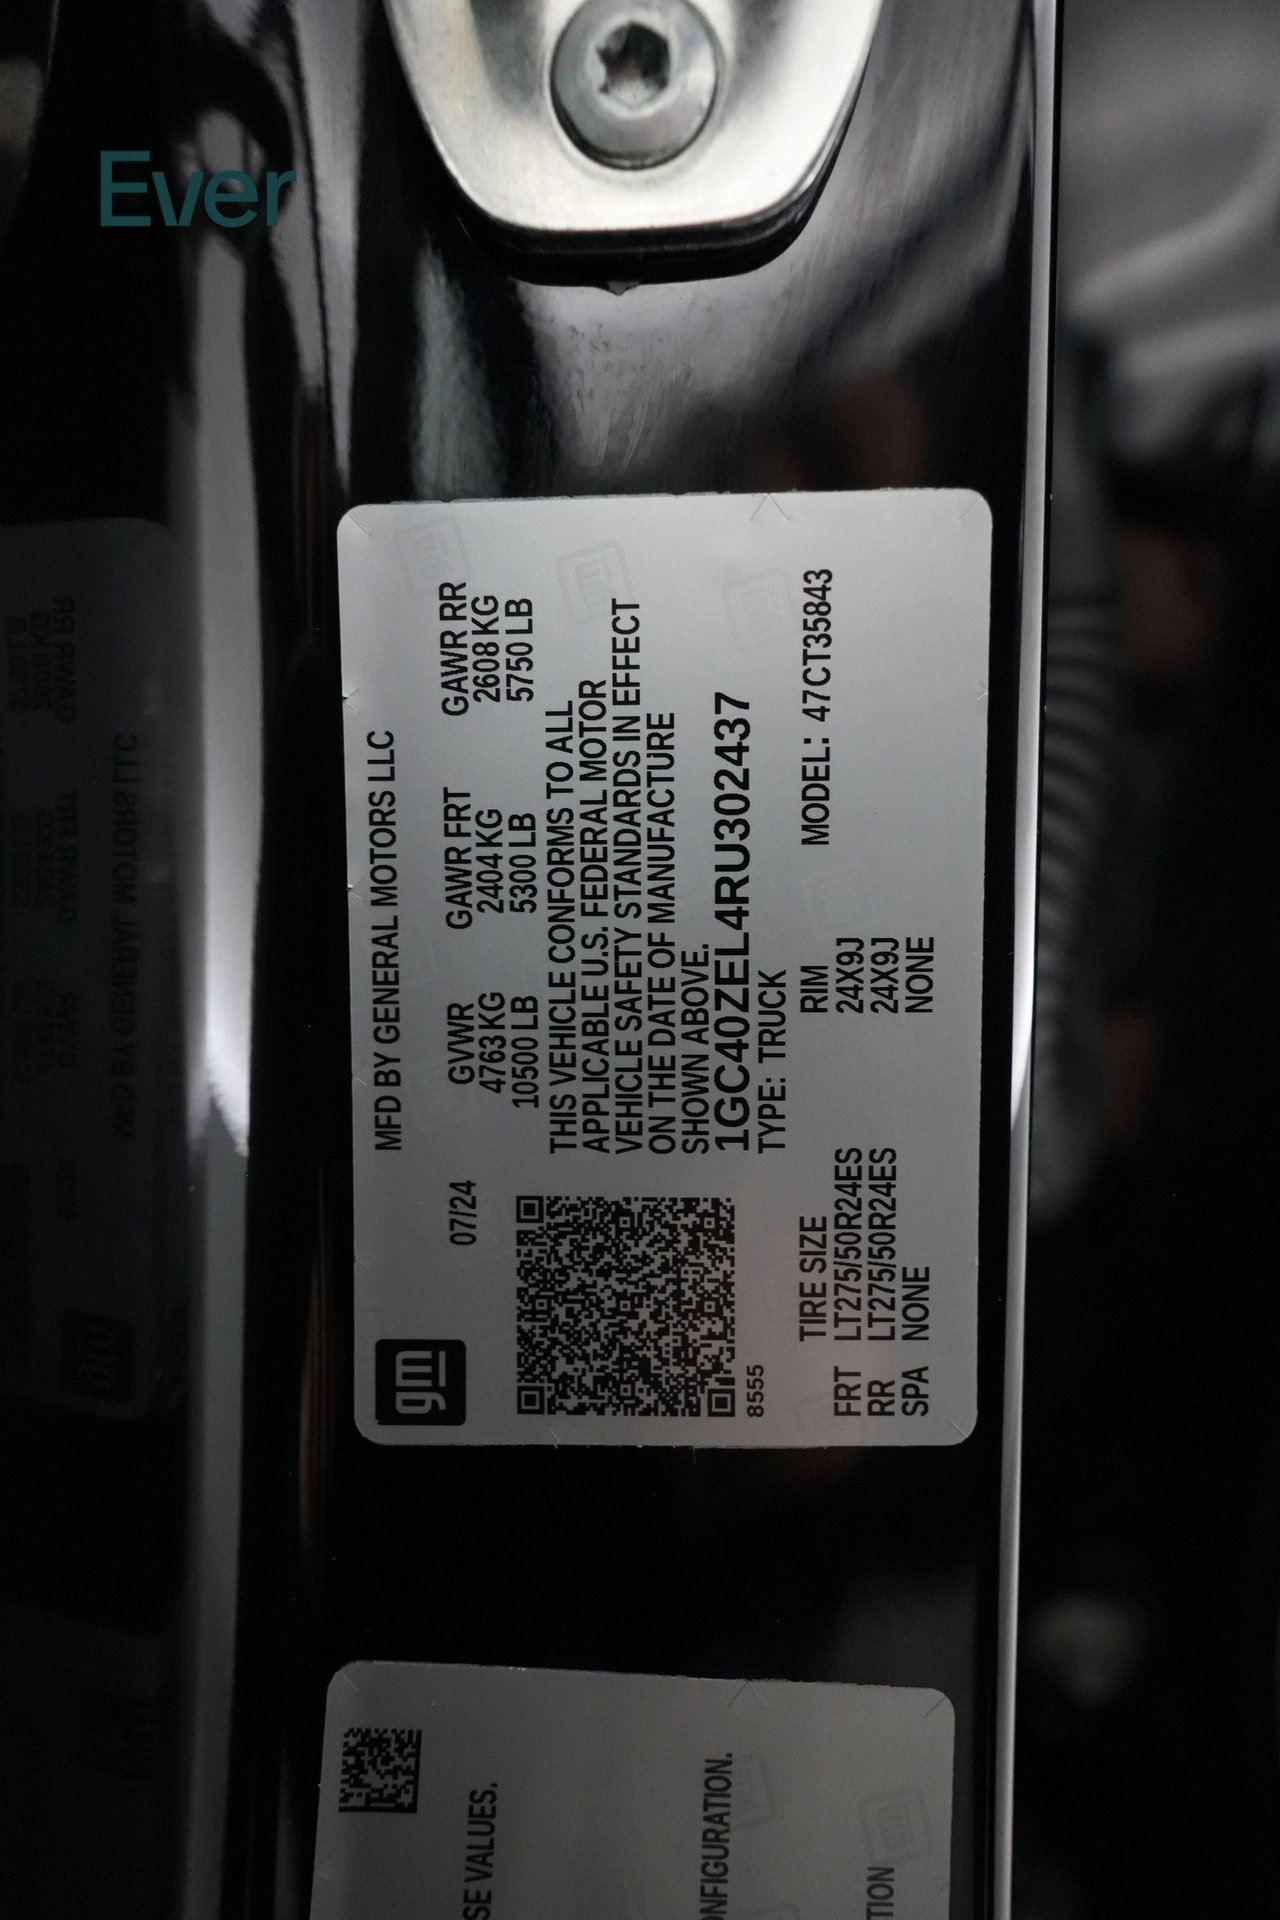 Ever
gm
MFD BY GENERAL MOTORS LLC
07/24 GVWR GAWR FRT GAWR RR
4763 KG 2404 KG 2608 KG
10500 LB 5300 LB 5750 LB
THIS VEHICLE CONFORMS TO ALL
APPLICABLE U.S. FEDERAL MOTOR
VEHICLE SAFETY STANDARDS IN EFFECT
ON THE DATE OF MANUFACTURE
SHOWN ABOVE.
1GC40ZEL4RU302437
8555 TYPE: TRUCK
TIRE SIZE RIM MODEL: 47CT35843
FRT LT275/50R24ES 24X9J
RR LT275/50R24ES 24X9J
SPA NONE NONE
SE VALUES.
ONFIGURATION.
TION